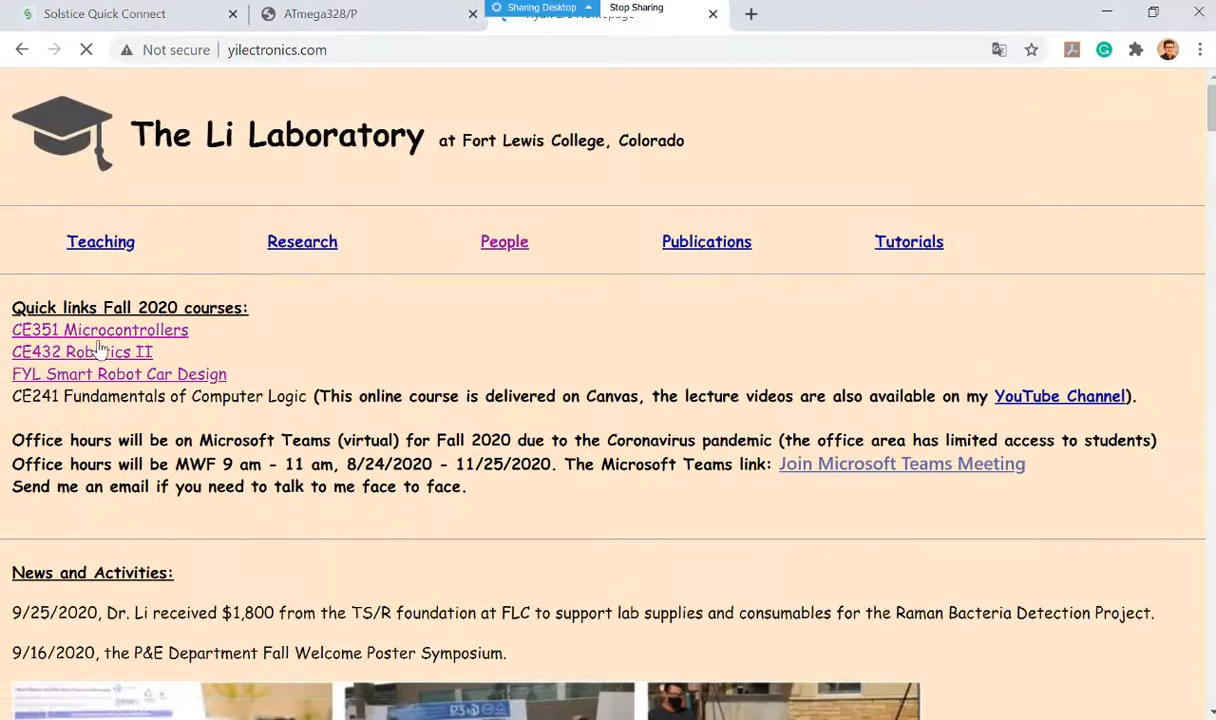 Solstice Quick Connect
ATmega328/P
Sharing Desktop
Stop Sharing
Not secure
yilectronics.com
The Li Laboratory at Fort Lewis College, Colorado
Teaching
Research
People
Publications
Tutorials
Quick links Fall 2020 courses:
CE351 Microcontrollers
CE432 Robotics II
FYL Smart Robot Car Design
CE241 Fundamentals of Computer Logic (This online course is delivered on Canvas, the lecture videos are also available on my YouTube Channel).
Office hours will be on Microsoft Teams (virtual) for Fall 2020 due to the Coronavirus pandemic (the office area has limited access to students)
Office hours will be MWF 9 am - 11 am, 8/24/2020 - 11/25/2020. The Microsoft Teams link: Join Microsoft Teams Meeting
Send me an email if you need to talk to me face to face.
News and Activities:
9/25/2020, Dr. Li received $1,800 from the TS/R foundation at FLC to support lab supplies and consumables for the Raman Bacteria Detection Project.
9/16/2020, the P&E Department Fall Welcome Poster Symposium.